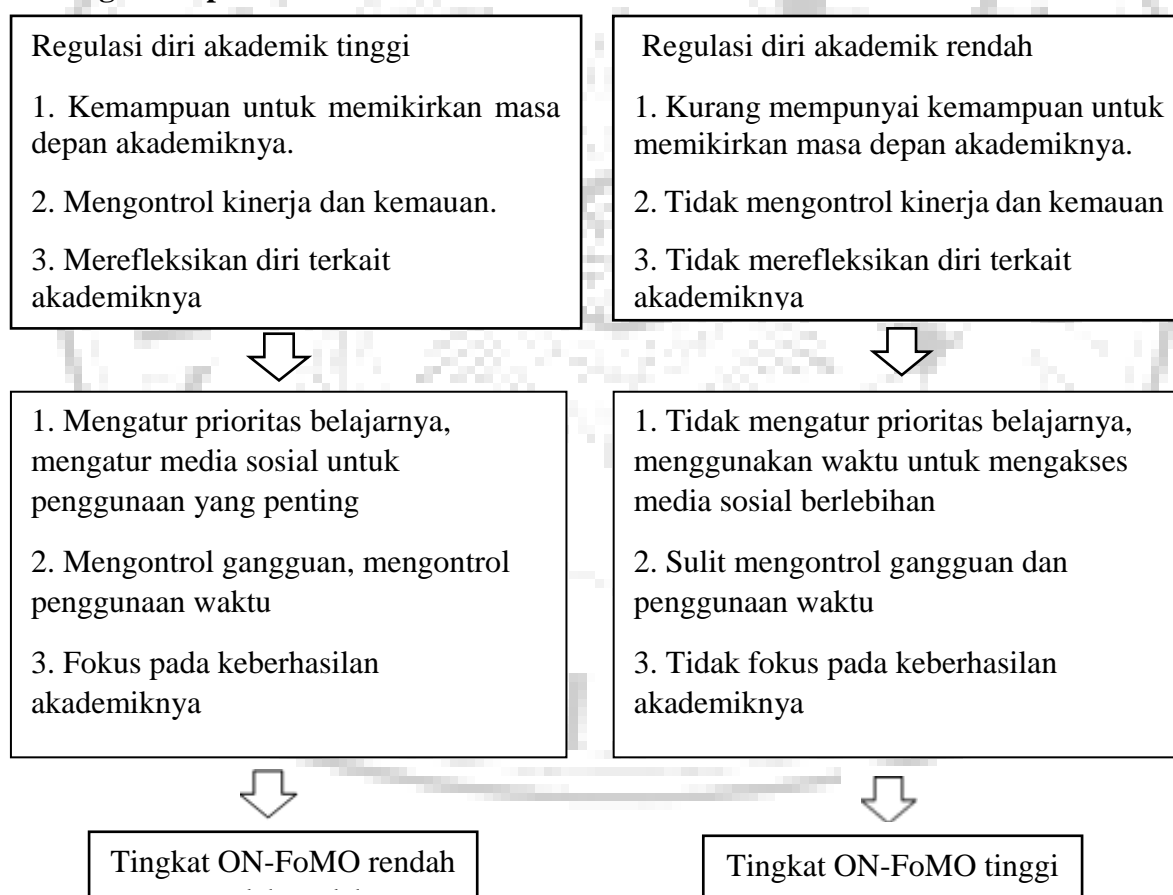 Regulasi diri akademik tinggi
1. Kemampuan untuk memikirkan masa
depan akademiknya.
2. Mengontrol kinerja dan kemauan.
3. Merefleksikan diri terkait
akademiknya
Regulasi diri akademik rendah
1. Kurang mempunyai kemampuan untuk
memikirkan masa depan akademiknya.
2. Tidak mengontrol kinerja dan kemauan
3. Tidak merefleksikan diri terkait
akademiknya
1. Mengatur prioritas belajarnya,
mengatur media sosial untuk
penggunaan yang penting
2. Mengontrol gangguan, mengontrol
penggunaan waktu
3. Fokus pada keberhasilan
akademiknya
1. Tidak mengatur prioritas belajarnya,
menggunakan waktu untuk mengakses
media sosial berlebihan
2. Sulit mengontrol gangguan dan
penggunaan waktu
3. Tidak fokus pada keberhasilan
akademiknya
Tingkat ON-FoMO rendah
Tingkat ON-FoMO tinggi